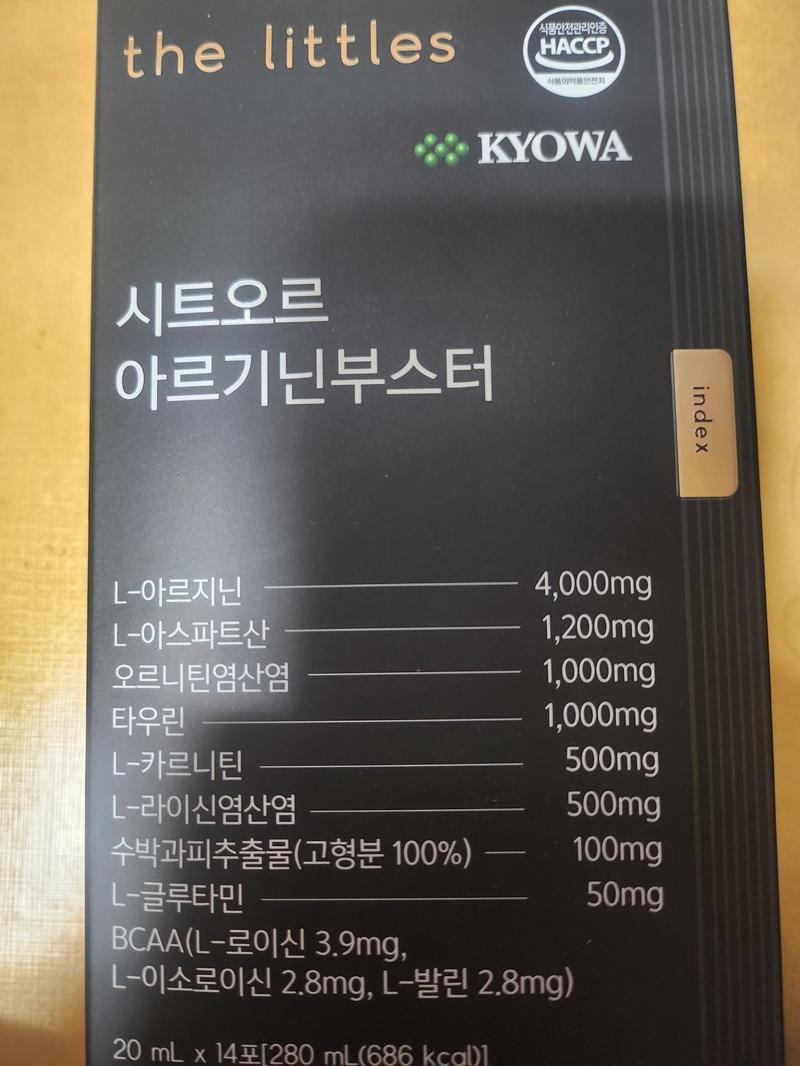 the littles
식품안전관리인증
HACCP
식품의약품안전처
KYOWA
시트오르
아르기닌부스터
index
L-아르지닌 4,000mg
L-아스파트산 1,200mg
오르니틴염산염 1,000mg
타우린 1,000mg
L-카르니틴 500mg
L-라이신염산염 500mg
수박과피추출물(고형분 100%) 100mg
L-글루타민 50mg
BCAA(L-로이신 3.9mg,
L-이소로이신 2.8mg, L-발린 2.8mg)
20 mL x 14포[280 mL(686 kcal)]